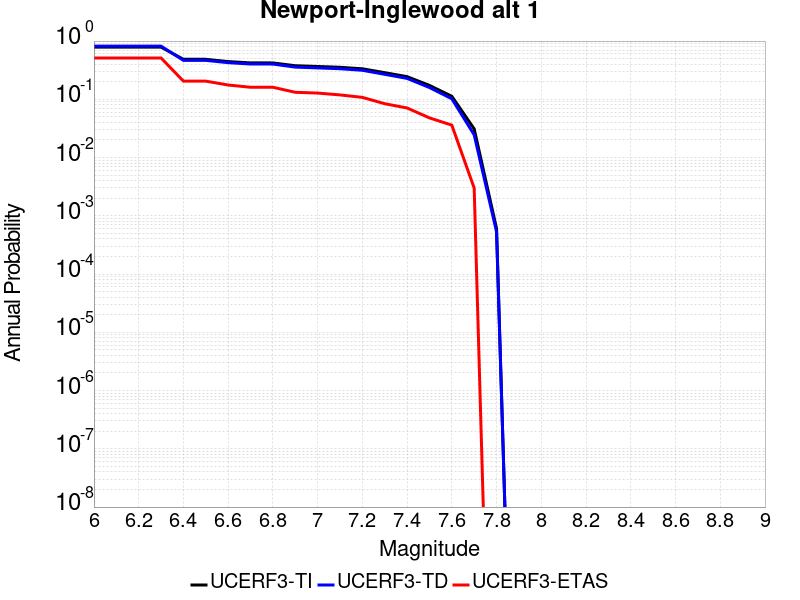 Newport-Inglewood alt 1
10^0
10^-1
10^-2
10^-3
10^-4
10^-5
10^-6
10^-7
10^-8
Annual Probability
6 6.2 6.4 6.6 6.8 7 7.2 7.4 7.6 7.8 8 8.2 8.4 8.6 8.8 9
Magnitude
UCERF3-TI UCERF3-TD UCERF3-ETAS